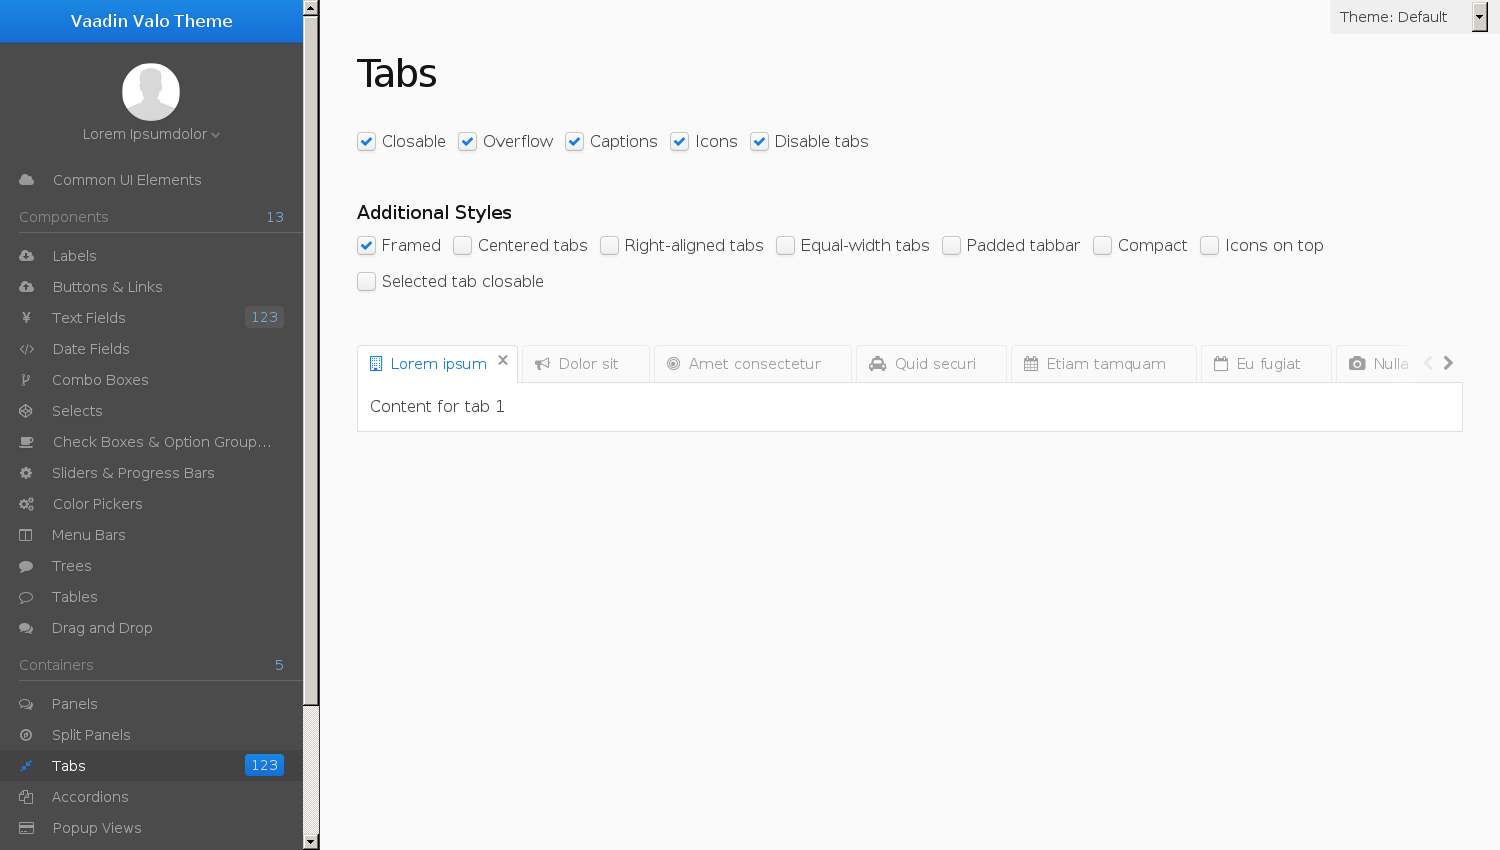 Vaadin Valo Theme
Lorem Ipsumdolor
Common UI Elements
Components 13
Labels
Buttons & Links
Text Fields 123
Date Fields
Combo Boxes
Selects
Check Boxes & Option Group...
Sliders & Progress Bars
Color Pickers
Menu Bars
Trees
Tables
Drag and Drop
Containers 5
Panels
Split Panels
Tabs 123
Accordions
Popup Views
Theme: Default
Tabs
Closable Overflow Captions Icons Disable tabs
Additional Styles
Framed Centered tabs Right-aligned tabs Equal-width tabs Padded tabbar Compact Icons on top
Selected tab closable
Lorem ipsum Dolor sit Amet consectetur Quid securi Etiam tamquam Eu fugiat Nulla
Content for tab 1